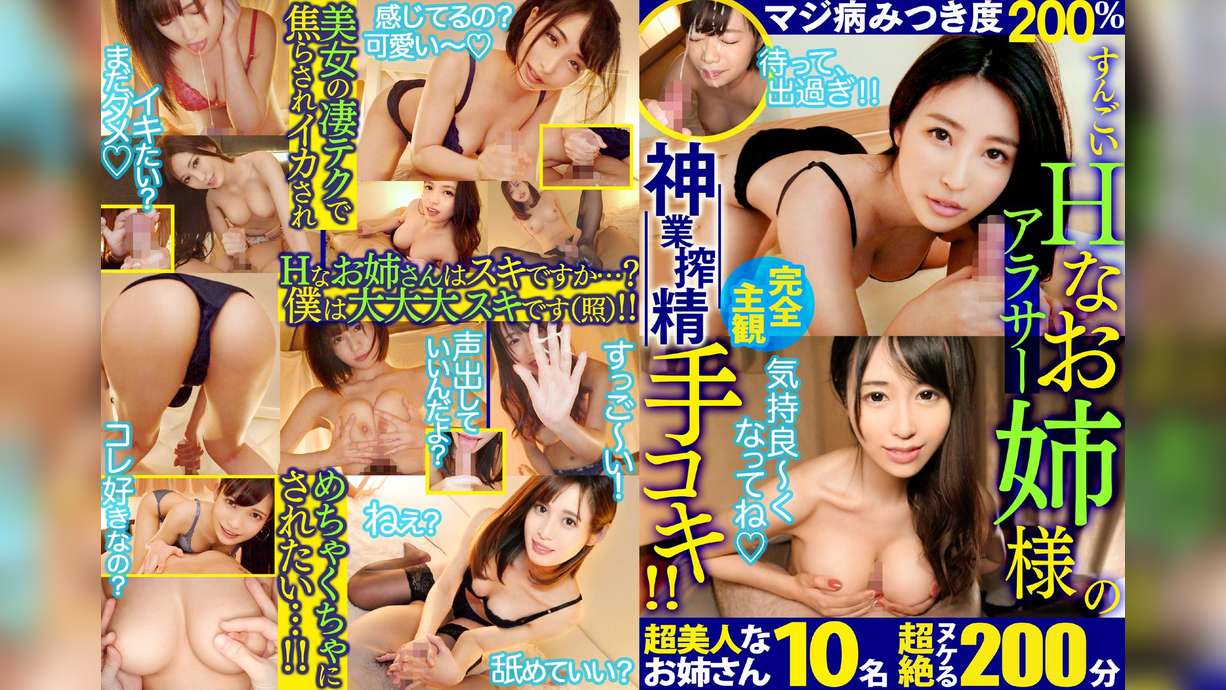 マジ病みつき度200%
待って、
出過ぎ!!
すんごい
Hなお姉様の
アラサー
神業搾精
手コキ!!
完全
主観
気持良〜く
なってね♡
超美人な
お姉さん
10名
超絶
ヌケる
200分
感じてるの?
可愛い〜♡
美女の凄テクで
焦らされイカされ
イキたい?
まだダメ♡
Hなお姉さんはスキですか…?
僕は大大大スキです(照)!!
声出して
いいんだよ?
すっご〜い!
コレ好きなの?
めちゃくちゃに
されたい…!!
ねぇ?
舐めていい?